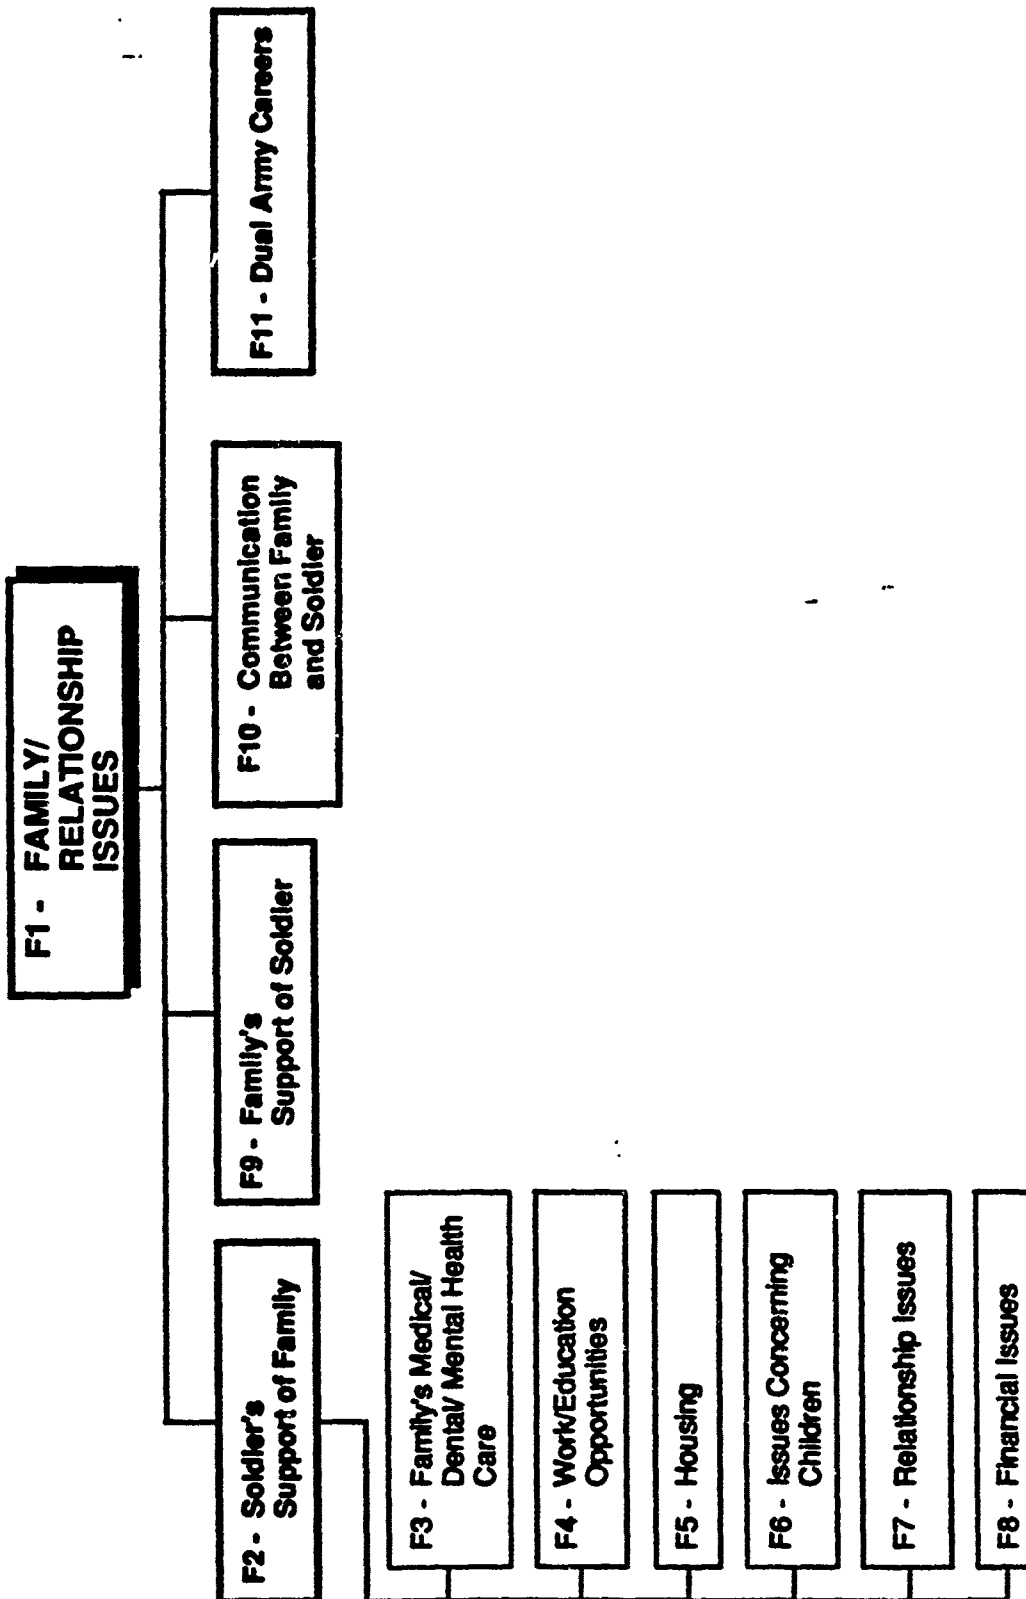 F1 - FAMILY/
RELATIONSHIP
ISSUES
F2 - Soldier's
Support of Family
F9 - Family's
Support of Soldier
F10 - Communication
Between Family
and Soldier
F11 - Dual Army Careers
F3 - Family's Medical/
Dental/ Mental Health
Care
F4 - Work/Education
Opportunities
F5 - Housing
F6 - Issues Concerning
Children
F7 - Relationship Issues
F8 - Financial Issues